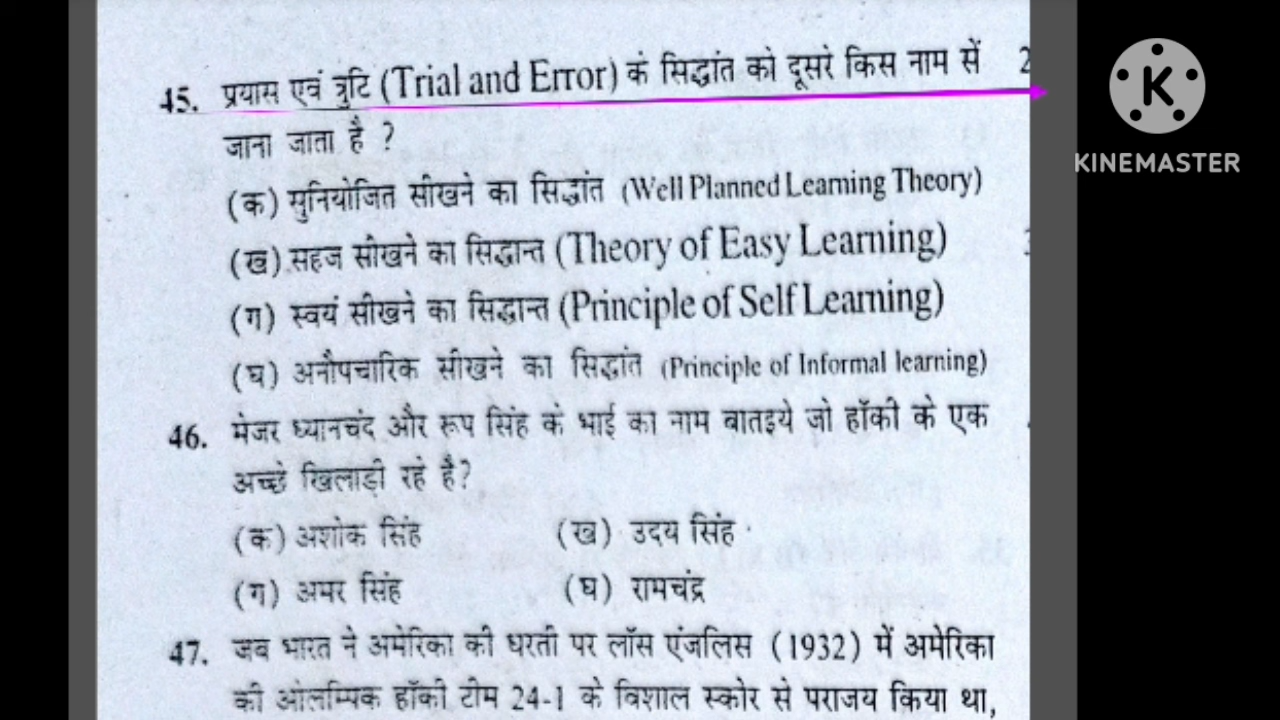 45. प्रयास एवं त्रुटि (Trial and Error) के सिद्धांत को दूसरे किस नाम सें
जाना जाता है ?
(क) सुनियोजित सीखने का सिद्धांत (Well Planned Learning Theory)
(ख) सहज सीखने का सिद्धान्त (Theory of Easy Learning)
(ग) स्वयं सीखने का सिद्धान्त (Principle of Self Learning)
(घ) अनौपचारिक सीखने का सिद्धांत (Principle of Informal learning)
46. मेजर ध्यानचंद और रूप सिंह के भाई का नाम बातइये जो हॉकी के एक
अच्छे खिलाड़ी रहे है?
(क) अशोक सिंह (ख) उदय सिंह
(ग) अमर सिंह (घ) रामचंद्र
47. जब भारत ने अमेरिका की धरती पर लॉस एंजलिस (1932) में अमेरिका
की ओलम्पिक हॉकी टीम 24-1 के विशाल स्कोर से पराजय किया था,
K
KINEMASTER